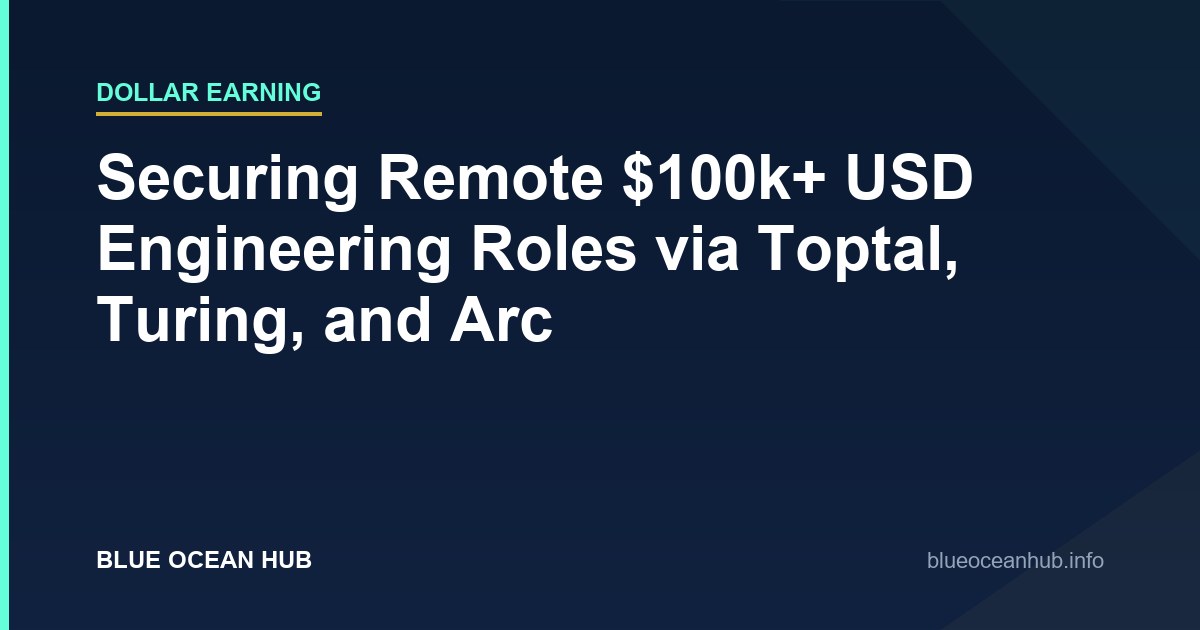 DOLLAR EARNING
Securing Remote $100k+ USD
Engineering Roles via Toptal,
Turing, and Arc
BLUE OCEAN HUB
blueoceanhub.info